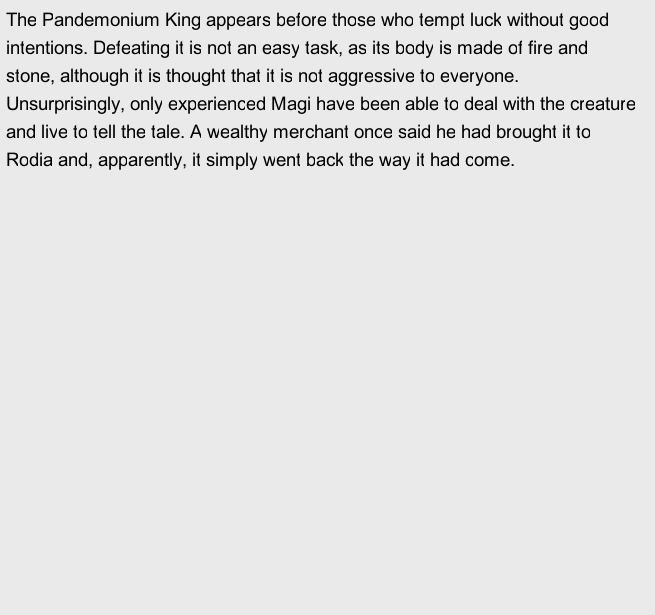 The Pandemonium King appears before those who tempt luck without good
intentions. Defeating it is not an easy task, as its body is made of fire and
stone, although it is thought that it is not aggressive to everyone.
Unsurprisingly, only experienced Magi have been able to deal with the creature
and live to tell the tale. A wealthy merchant once said he had brought it to
Rodia and, apparently, it simply went back the way it had come.